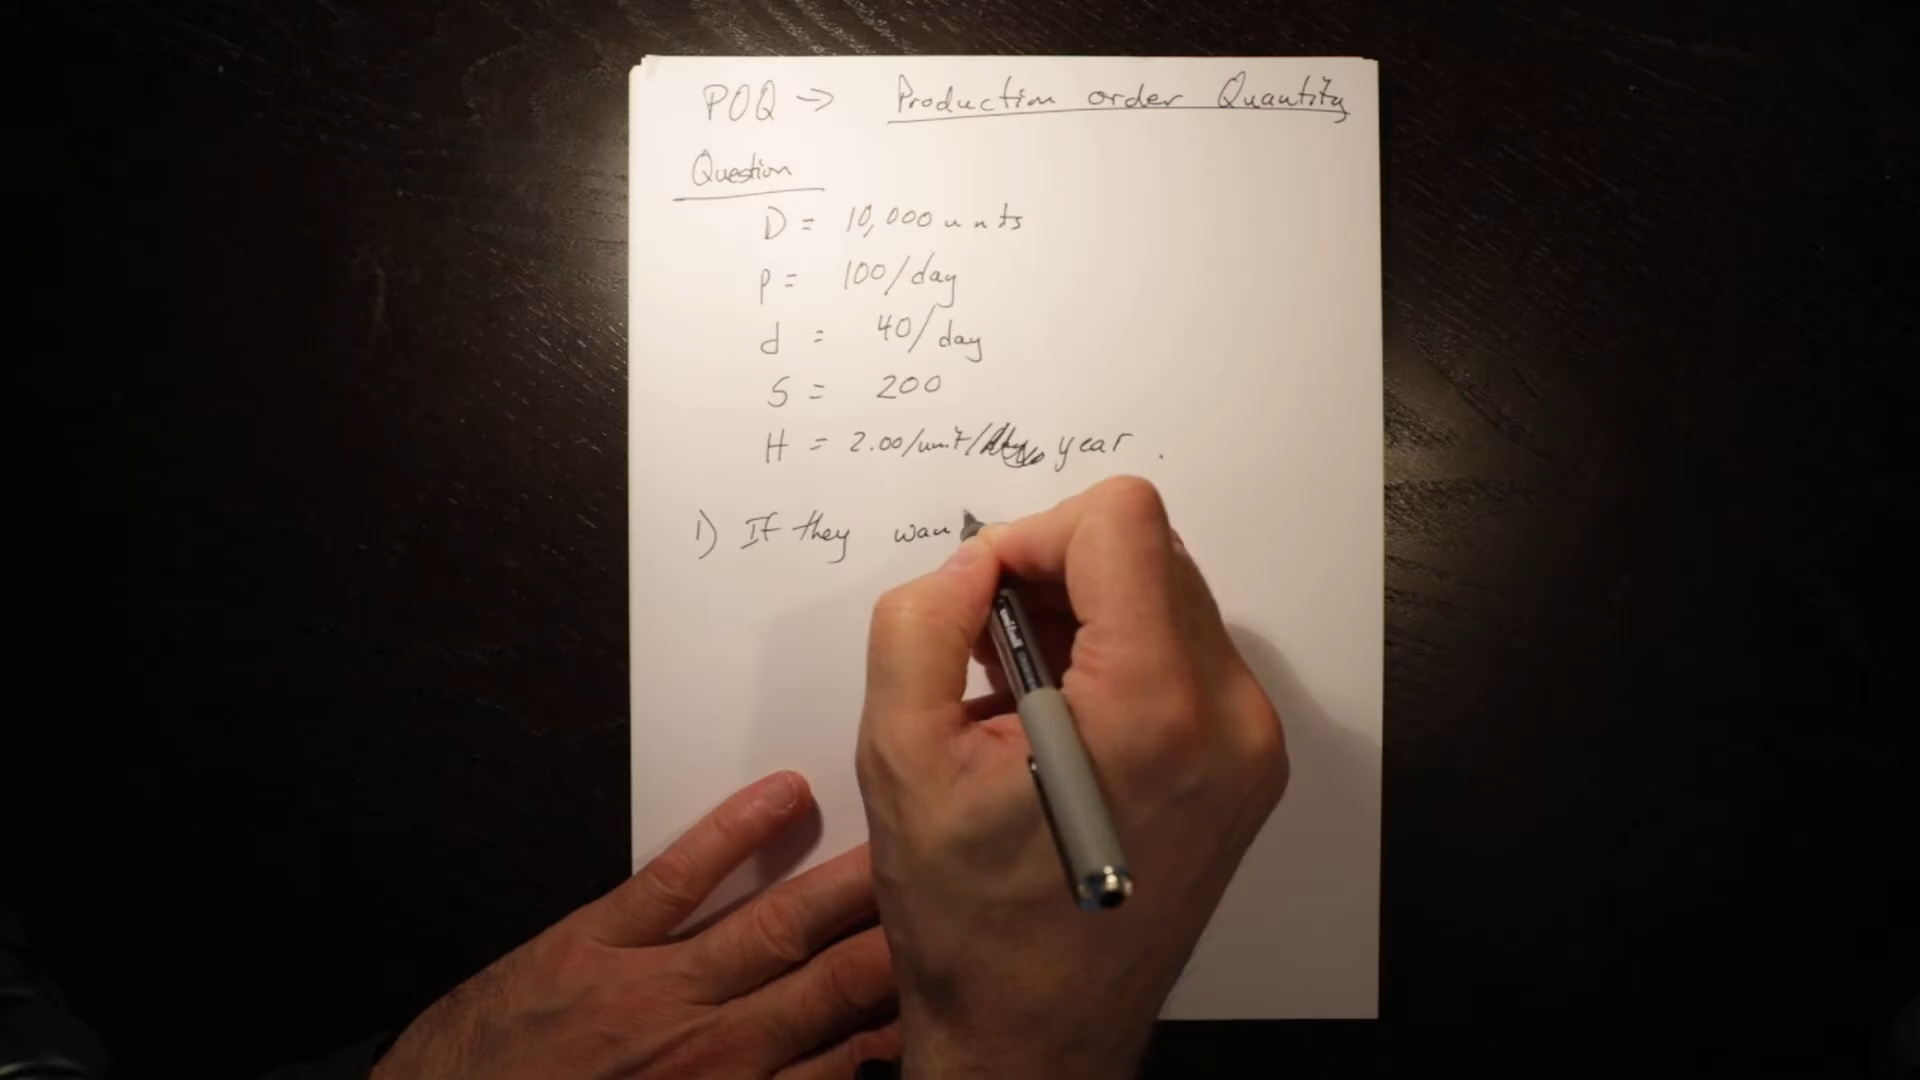 POQ → Production order Quantity
Question
D = 10,000 units
P = 100/day
d = 40/day
S = 200
H = 2.00/unit/ year.
1) If they wan